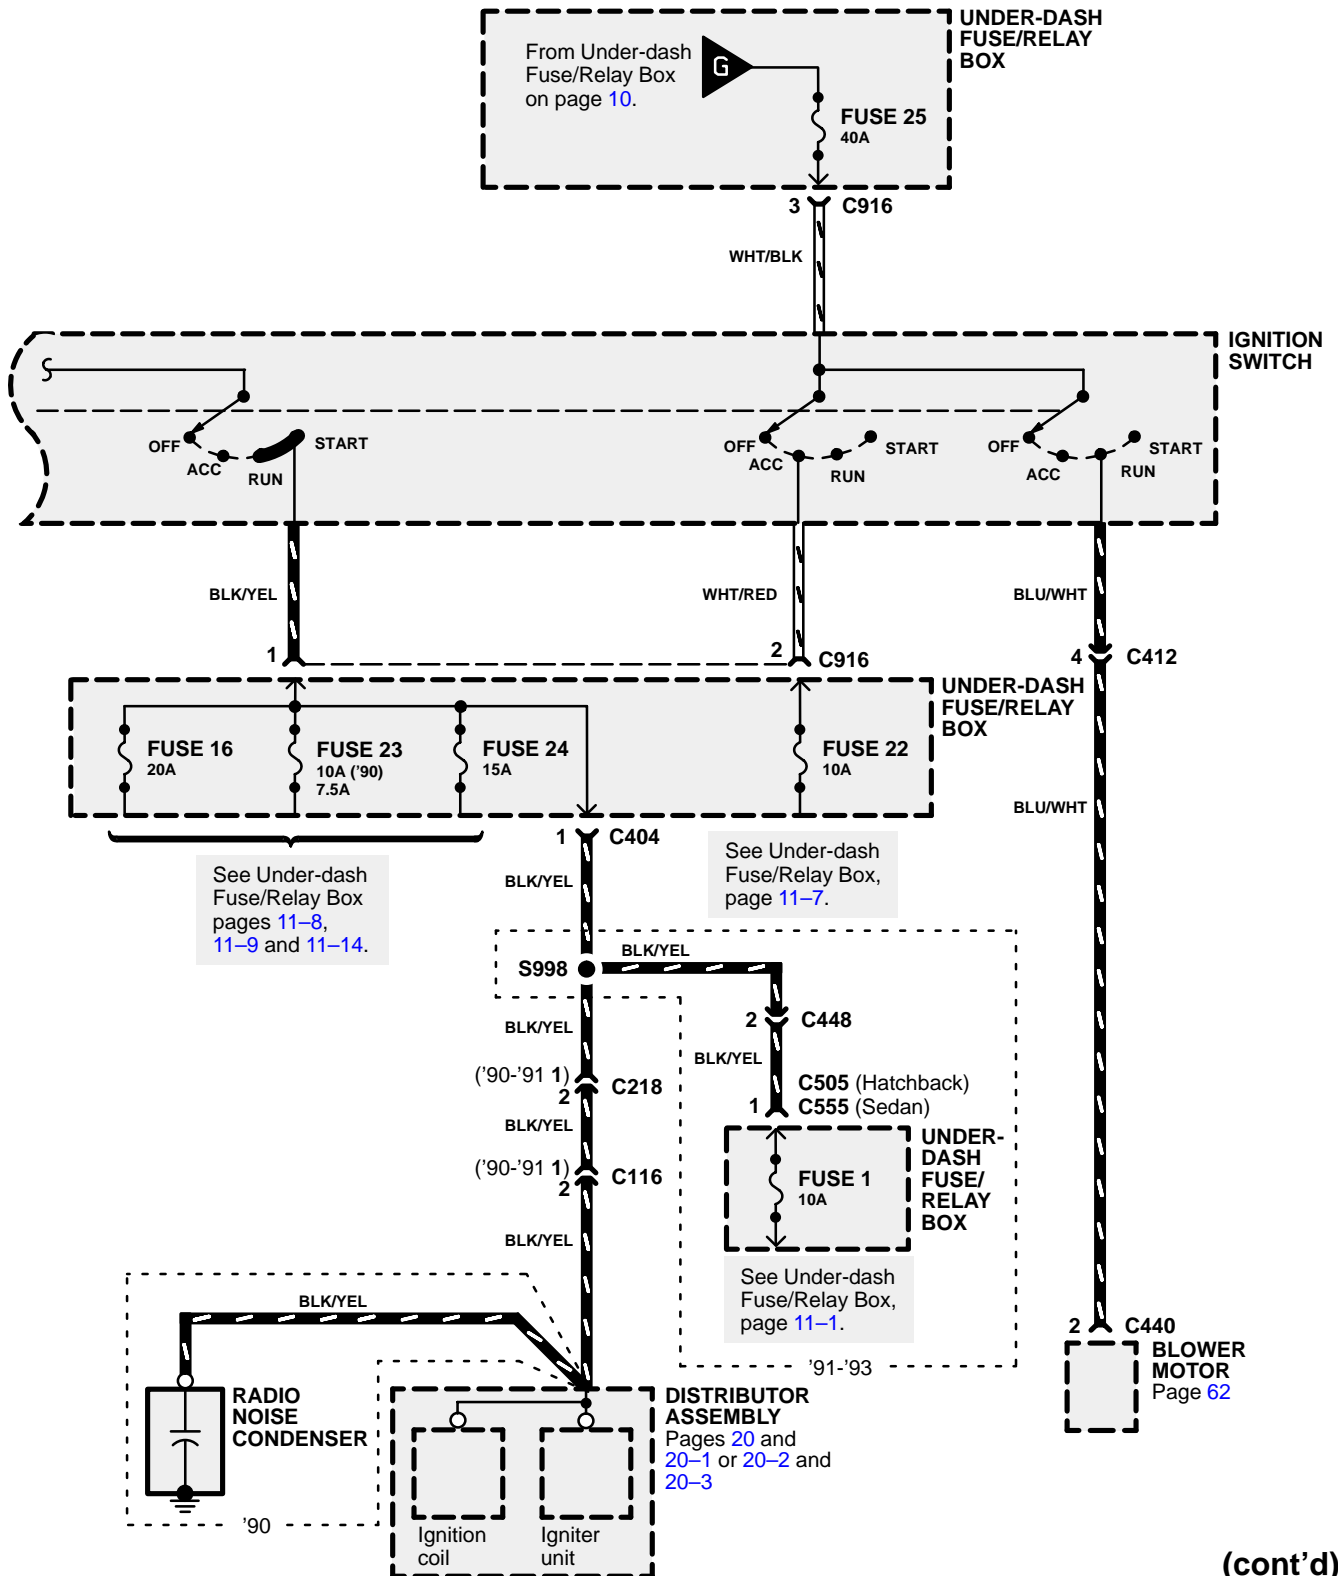 UNDER-DASH
FUSE/RELAY
BOX
From Under-dash
Fuse/Relay Box
on page 10.
G
FUSE 25
40A
3
C916
WHT/BLK
IGNITION
SWITCH
OFF
ACC
RUN
START
OFF
ACC
RUN
START
OFF
ACC
RUN
START
BLK/YEL
WHT/RED
BLU/WHT
1
2
C916
4
C412
UNDER-DASH
FUSE/RELAY
BOX
FUSE 16
20A
FUSE 23
10A ('90)
7.5A
FUSE 24
15A
FUSE 22
10A
BLU/WHT
1
C404
See Under-dash
Fuse/Relay Box
pages 11–8,
11–9 and 11–14.
BLK/YEL
See Under-dash
Fuse/Relay Box,
page 11–7.
S998
BLK/YEL
BLK/YEL
2
C448
BLK/YEL
('90-'91 1)
2
C218
C505 (Hatchback)
1
C555 (Sedan)
BLK/YEL
UNDER-
DASH
FUSE/
RELAY
BOX
FUSE 1
10A
('90-'91 1)
2
C116
BLK/YEL
See Under-dash
Fuse/Relay Box,
page 11–1.
BLK/YEL
'91-'93
2
C440
BLOWER
MOTOR
Page 62
RADIO
NOISE
CONDENSER
DISTRIBUTOR
ASSEMBLY
Pages 20 and
20–1 or 20–2 and
20–3
'90
Ignition
coil
Igniter
unit
(cont'd)